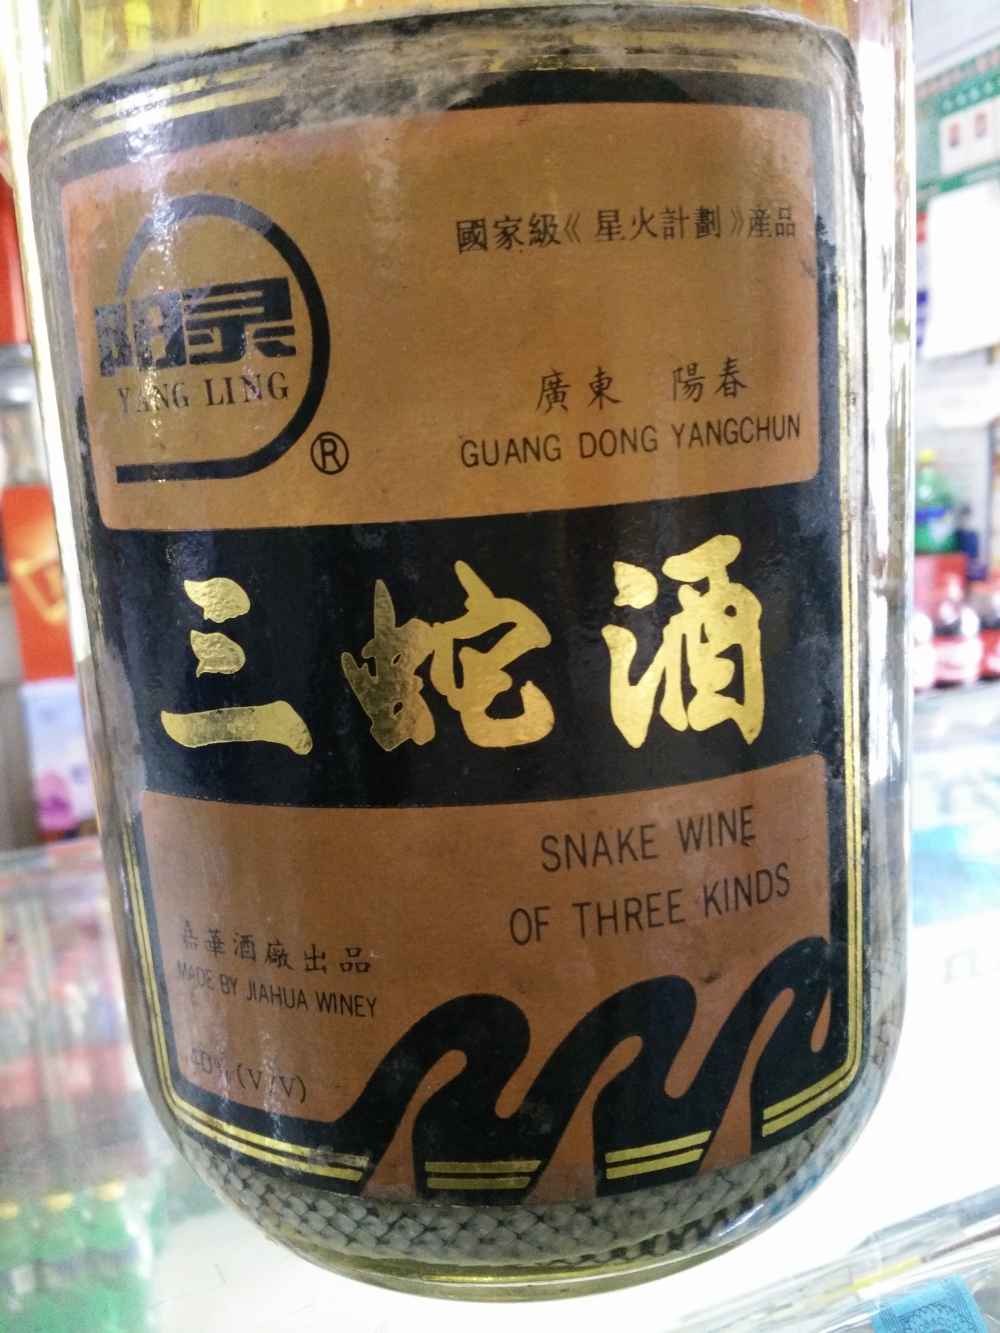 國家級《星火計劃》產品
YANG LING
®
廣東 陽春
GUANG DONG YANGCHUN
三蛇酒
SNAKE WINE
OF THREE KINDS
嘉華酒廠出品
MADE BY JIAHUA WINEY
40% (V/V)